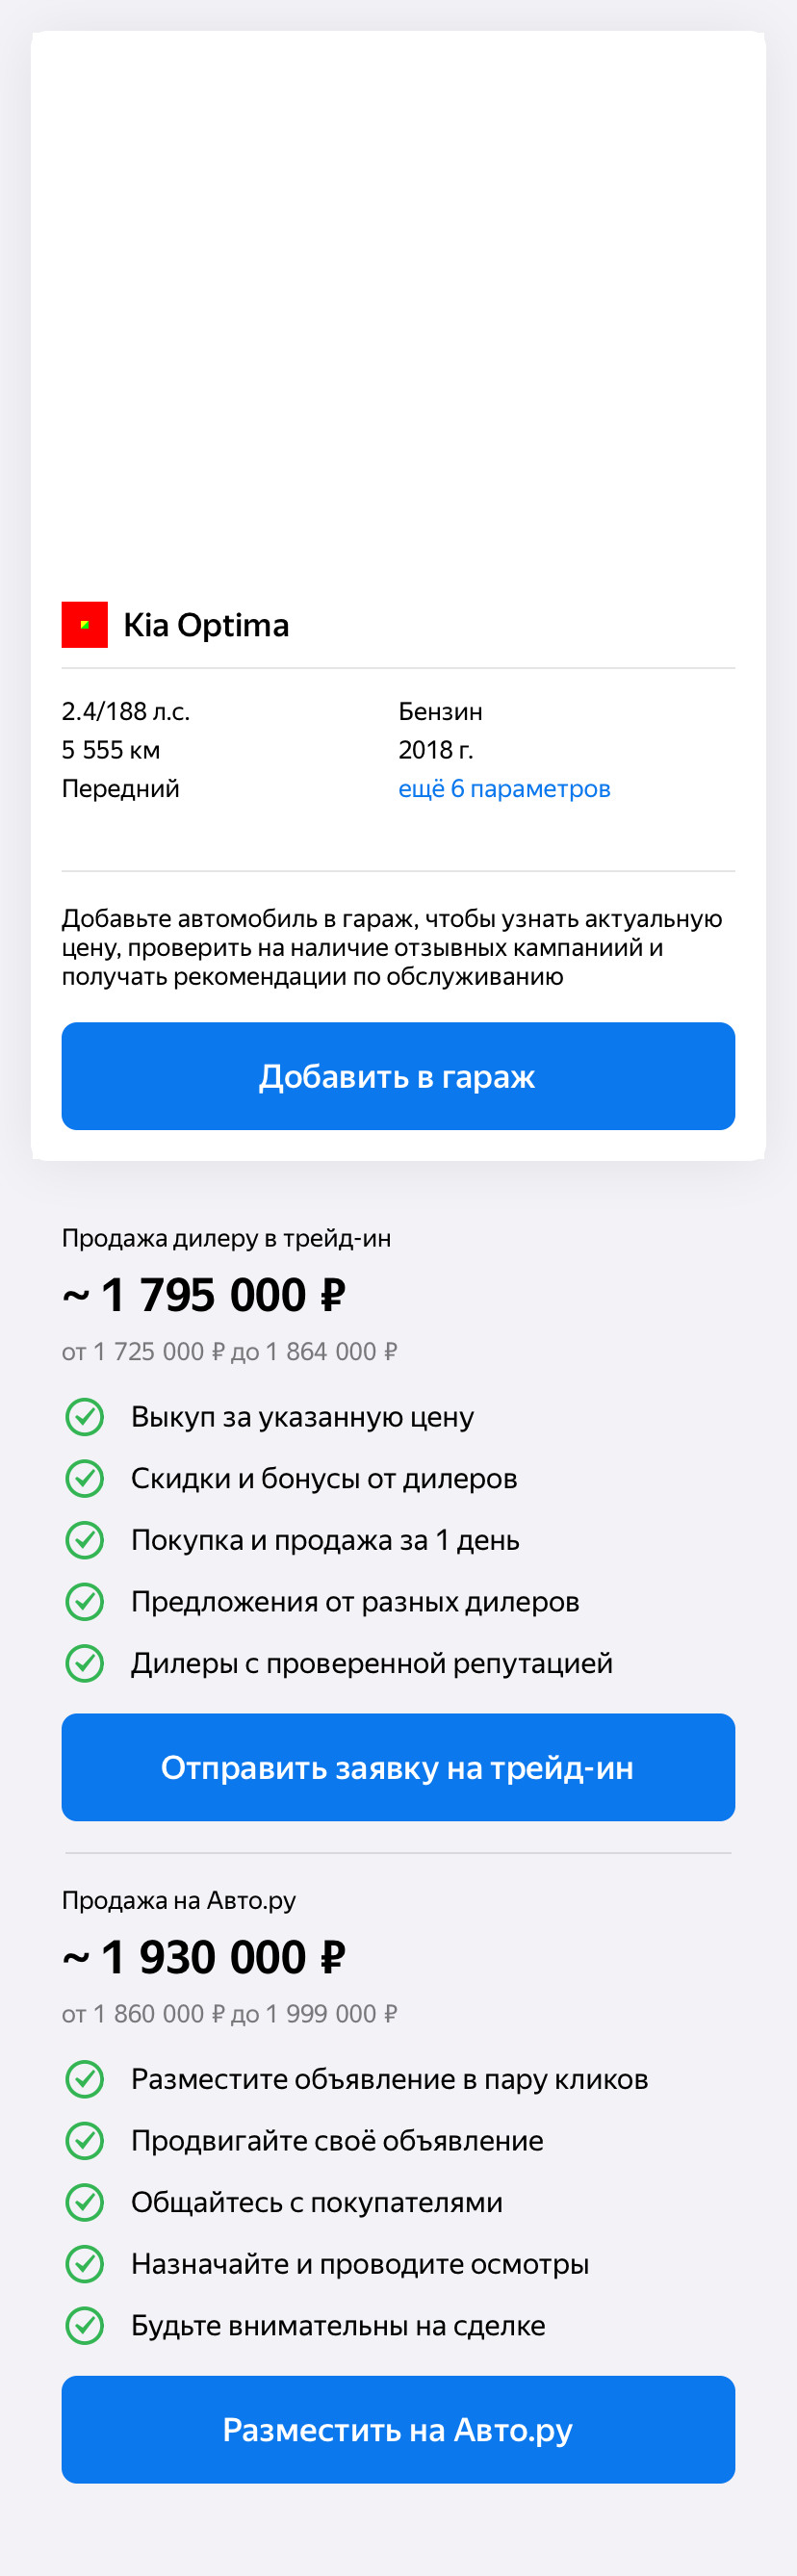 Kia Optima
2.4/188 л.с.
Бензин
5 555 км
2018 г.
Передний
ещё 6 параметров
Добавьте автомобиль в гараж, чтобы узнать актуальную
цену, проверить на наличие отзывных кампаниий и
получать рекомендации по обслуживанию
Добавить в гараж
Продажа дилеру в трейд-ин
~ 1 795 000 ₽
от 1 725 000 ₽ до 1 864 000 ₽
Выкуп за указанную цену
Скидки и бонусы от дилеров
Покупка и продажа за 1 день
Предложения от разных дилеров
Дилеры с проверенной репутацией
Отправить заявку на трейд-ин
Продажа на Авто.ру
~ 1 930 000 ₽
от 1 860 000 ₽ до 1 999 000 ₽
Разместите объявление в пару кликов
Продвигайте своё объявление
Общайтесь с покупателями
Назначайте и проводите осмотры
Будьте внимательны на сделке
Разместить на Авто.ру